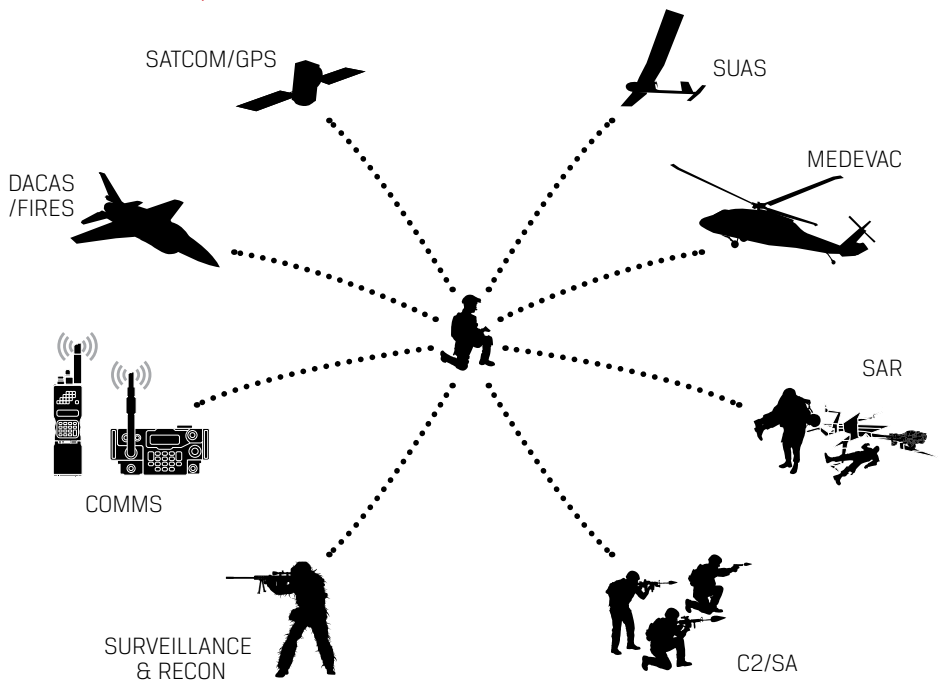 SATCOM/GPS
SUAS
MEDEVAC
DACAS
/FIRES
SAR
COMMS
SURVEILLANCE
& RECON
C2/SA